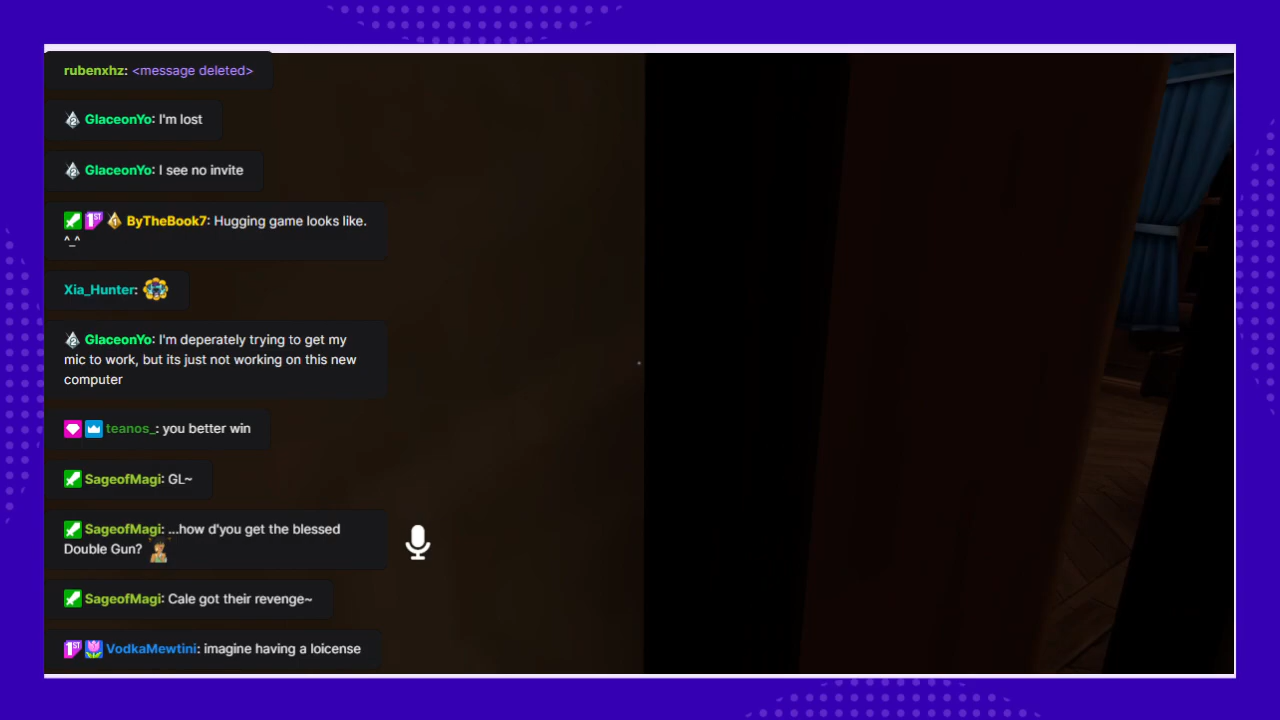 rubenxhz: <message deleted>
GlaceonYo: I'm lost
GlaceonYo: I see no invite
1ST ByTheBook7: Hugging game looks like.
^_^
Xia_Hunter:
GlaceonYo: I'm deperately trying to get my
mic to work, but its just not working on this new
computer
teanos_: you better win
SageofMagi: GL~
SageofMagi: ...how d'you get the blessed
Double Gun?
SageofMagi: Cale got their revenge~
1ST VodkaMewtini: imagine having a loicense